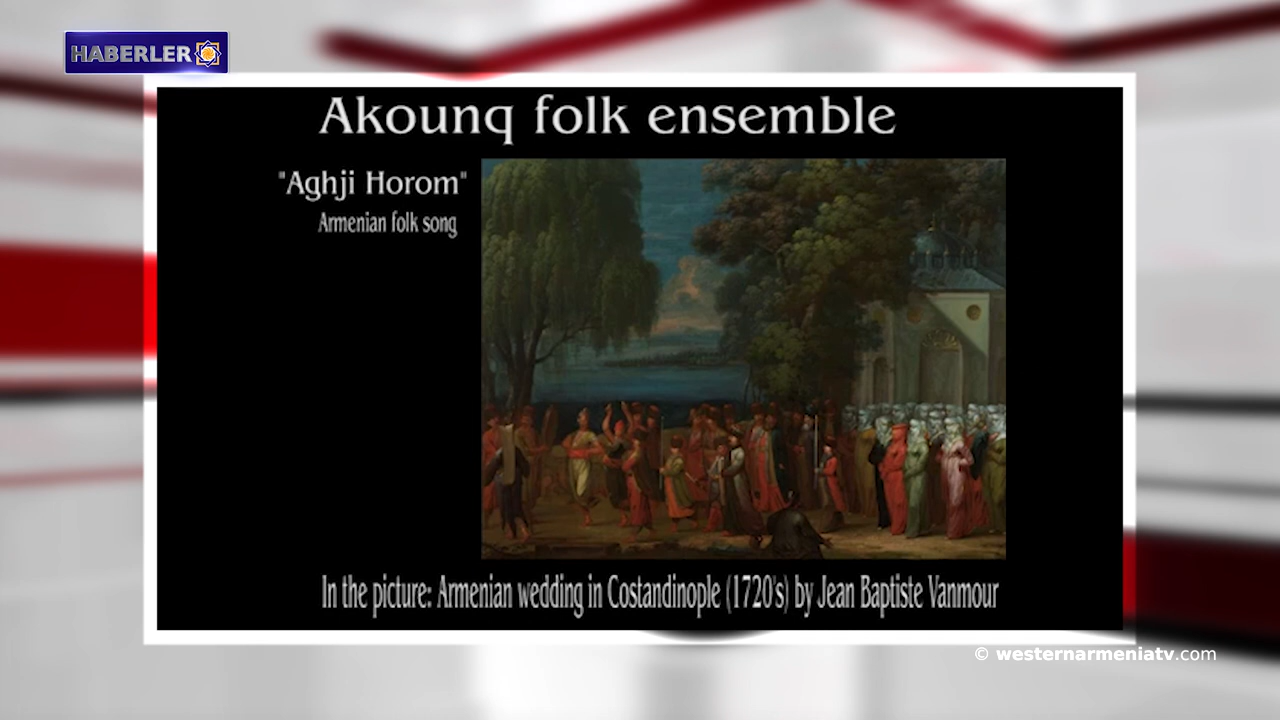 HABERLER
Akounq folk ensemble
"Aghji Horom"
Armenian folk song
In the picture: Armenian wedding in Costandinople (1720's) by Jean Baptiste Vanmour
© westernarmeniatv.com